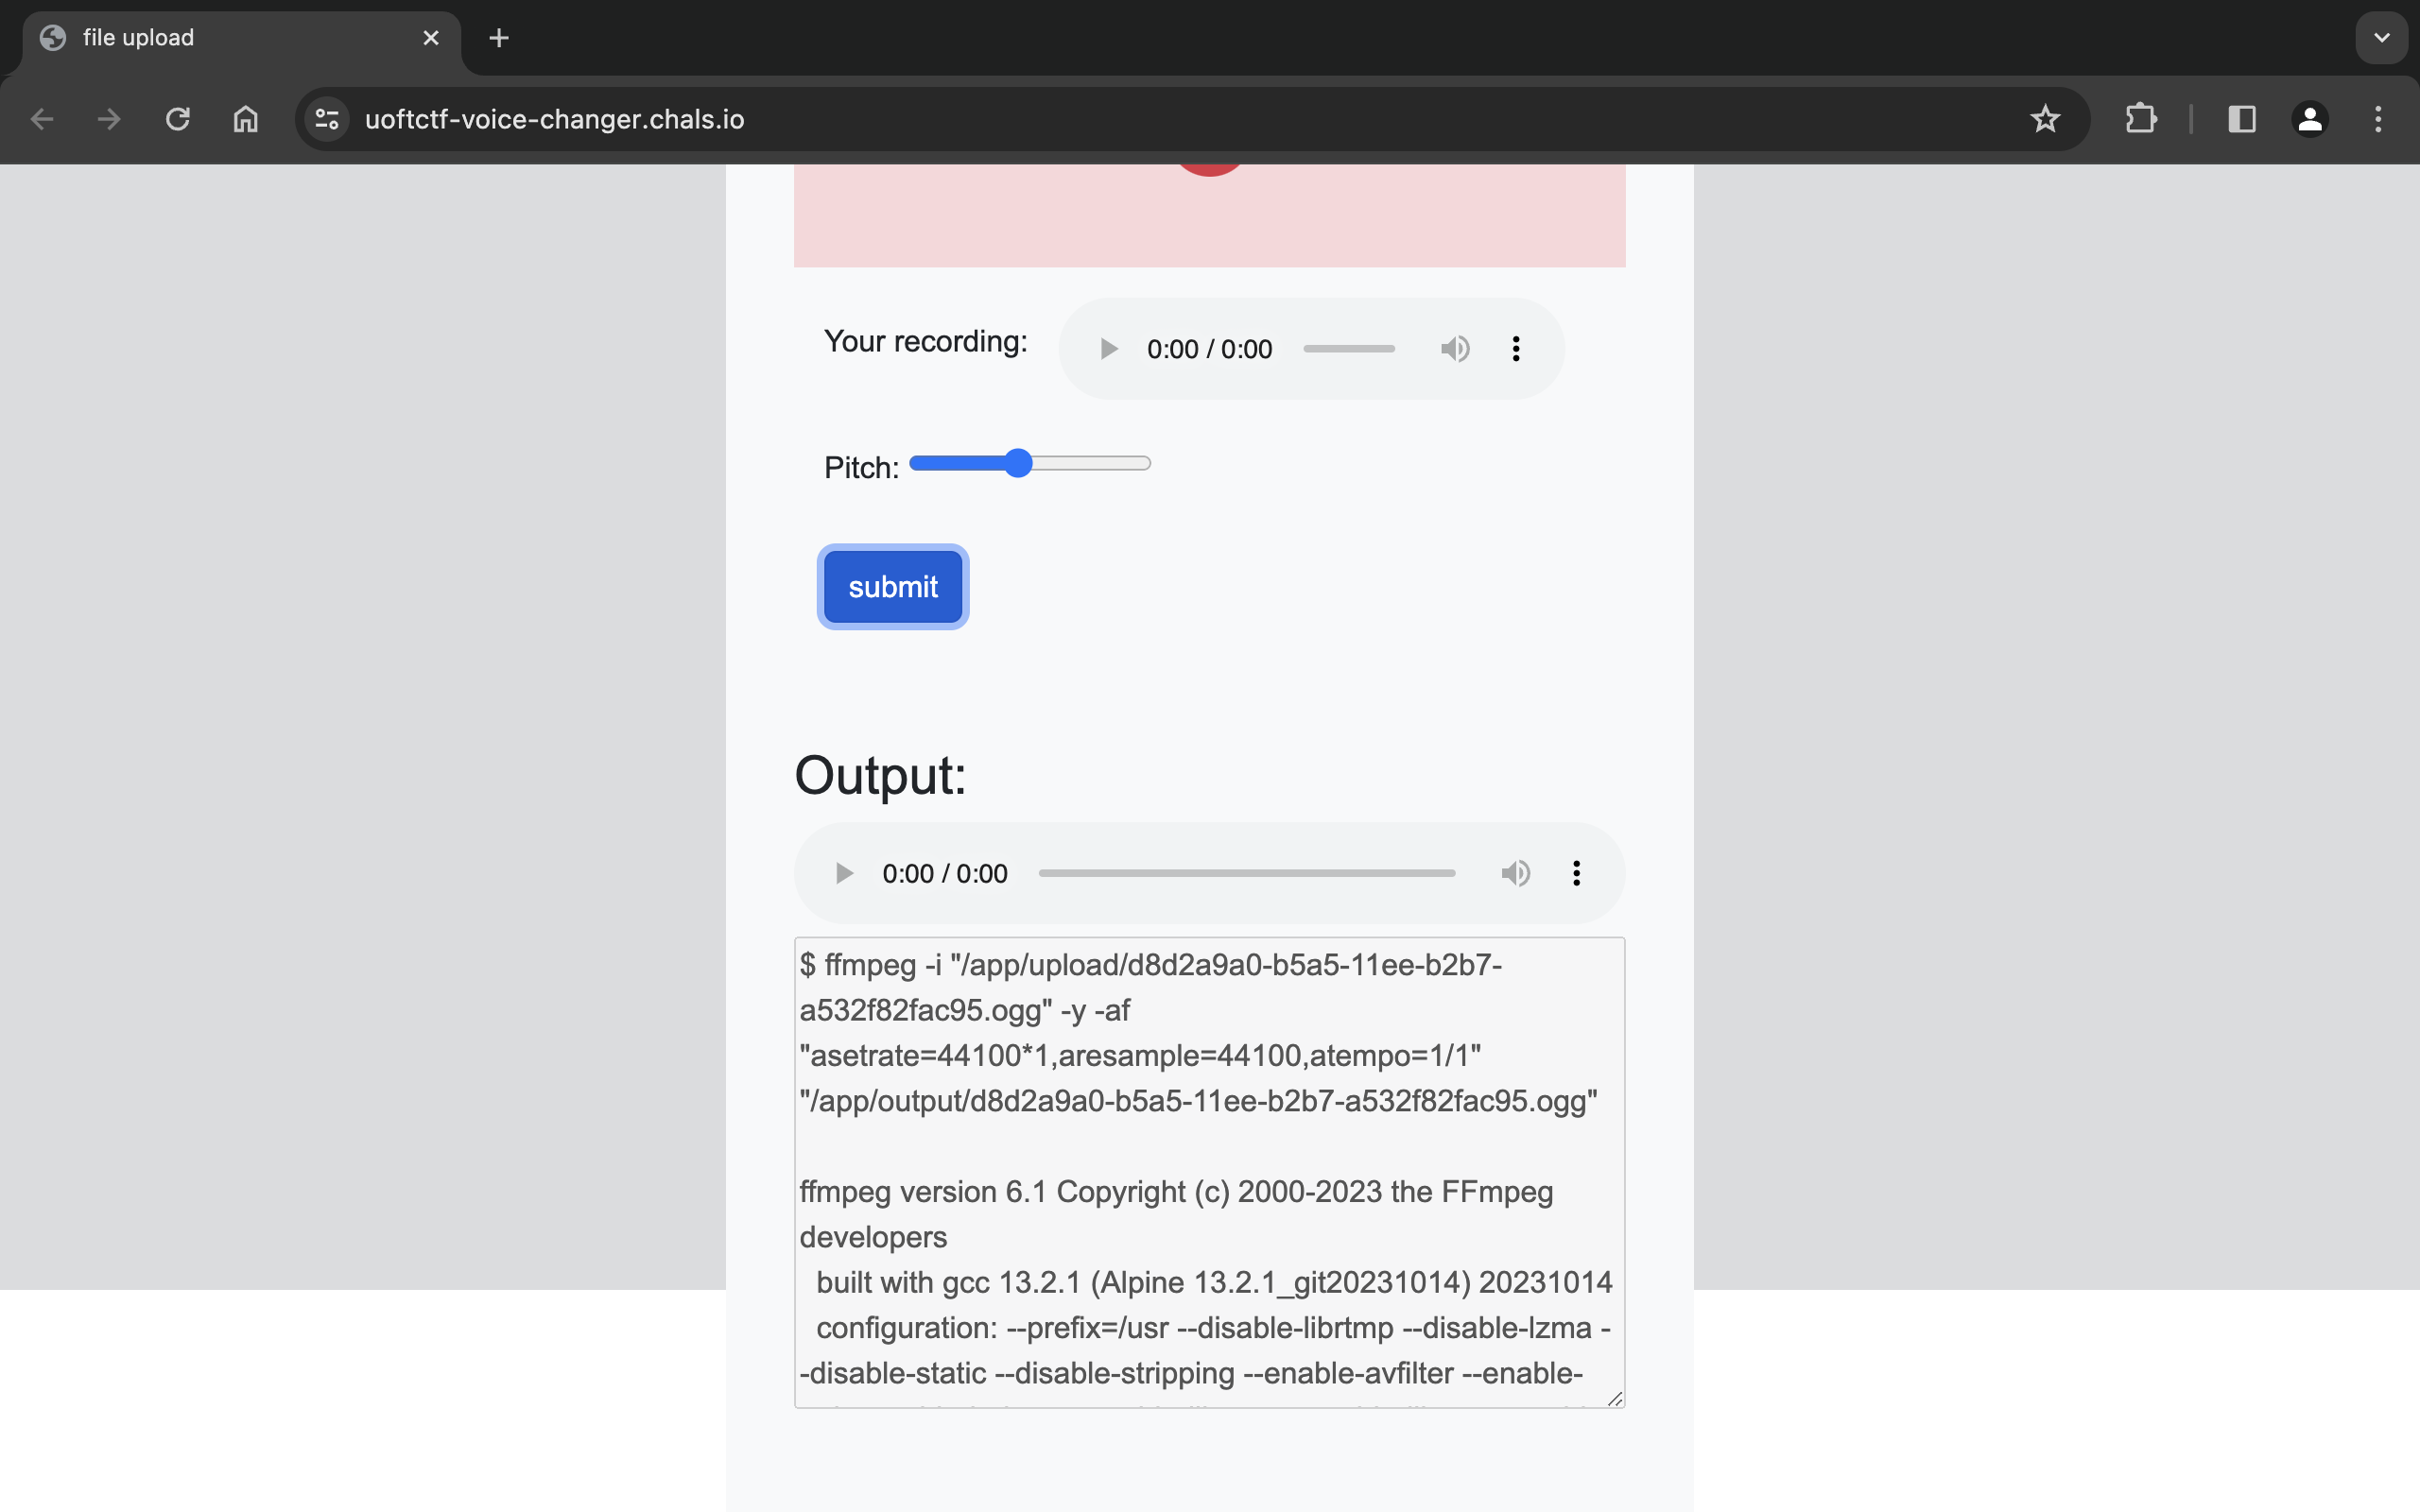 file upload
uoftctf-voice-changer.chals.io
Your recording:
0:00 / 0:00
Pitch:
submit
Output:
0:00 / 0:00
$ ffmpeg -i "/app/upload/d8d2a9a0-b5a5-11ee-b2b7-
a532f82fac95.ogg" -y -af
"asetrate=44100*1,aresample=44100,atempo=1/1"
"/app/output/d8d2a9a0-b5a5-11ee-b2b7-a532f82fac95.ogg"
ffmpeg version 6.1 Copyright (c) 2000-2023 the FFmpeg
developers
built with gcc 13.2.1 (Alpine 13.2.1_git20231014) 20231014
configuration: --prefix=/usr --disable-librtmp --disable-lzma -
-disable-static --disable-stripping --enable-avfilter --enable-